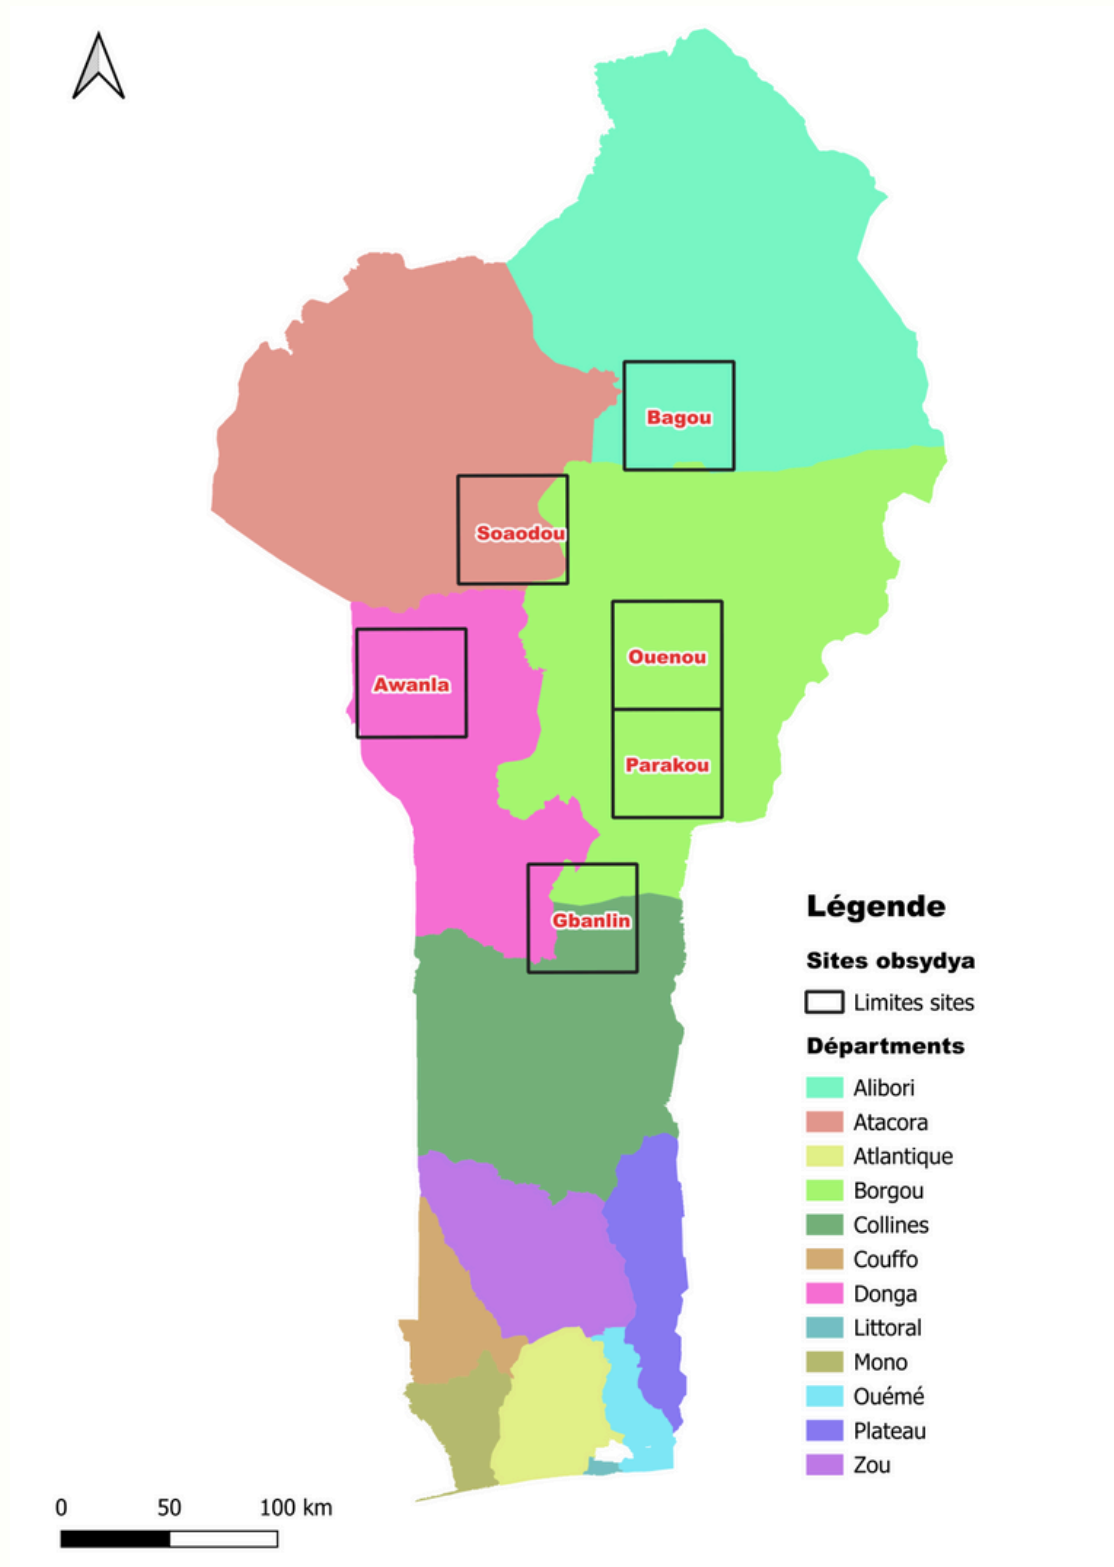 Bagou
Soaodou
Ouenou
Awanla
Parakou
Gbanlin
Légende
Sites obsydya
Limites sites
Départments
Alibori
Atacora
Atlantique
Borgou
Collines
Couffo
Donga
Littoral
Mono
Ouémé
Plateau
Zou
0 50 100 km